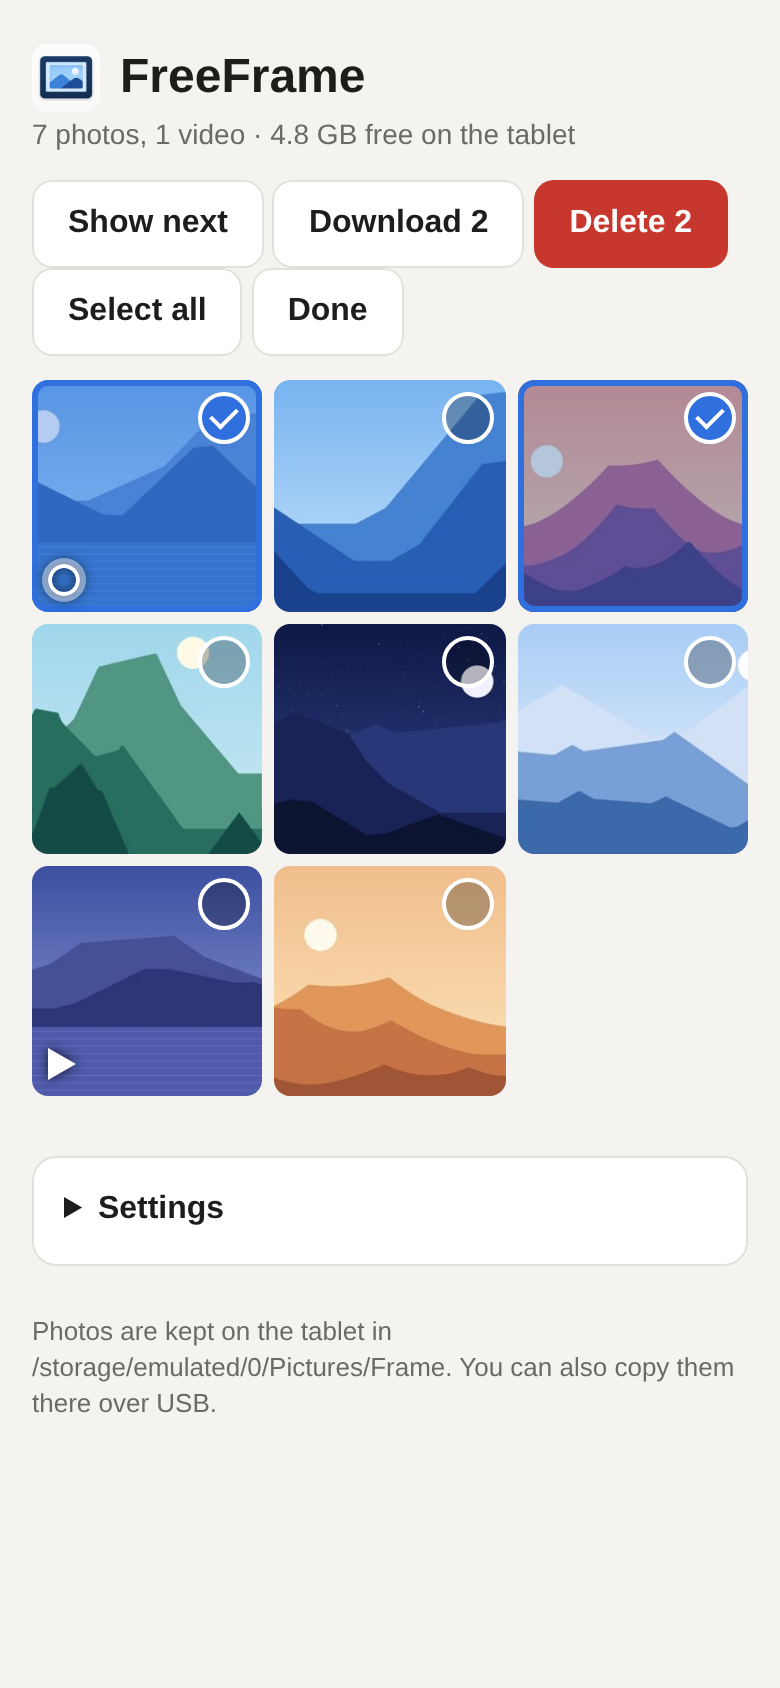 FreeFrame
7 photos, 1 video · 4.8 GB free on the tablet
Show next
Download 2
Delete 2
Select all
Done
Settings
Photos are kept on the tablet in
/storage/emulated/0/Pictures/Frame. You can also copy them
there over USB.